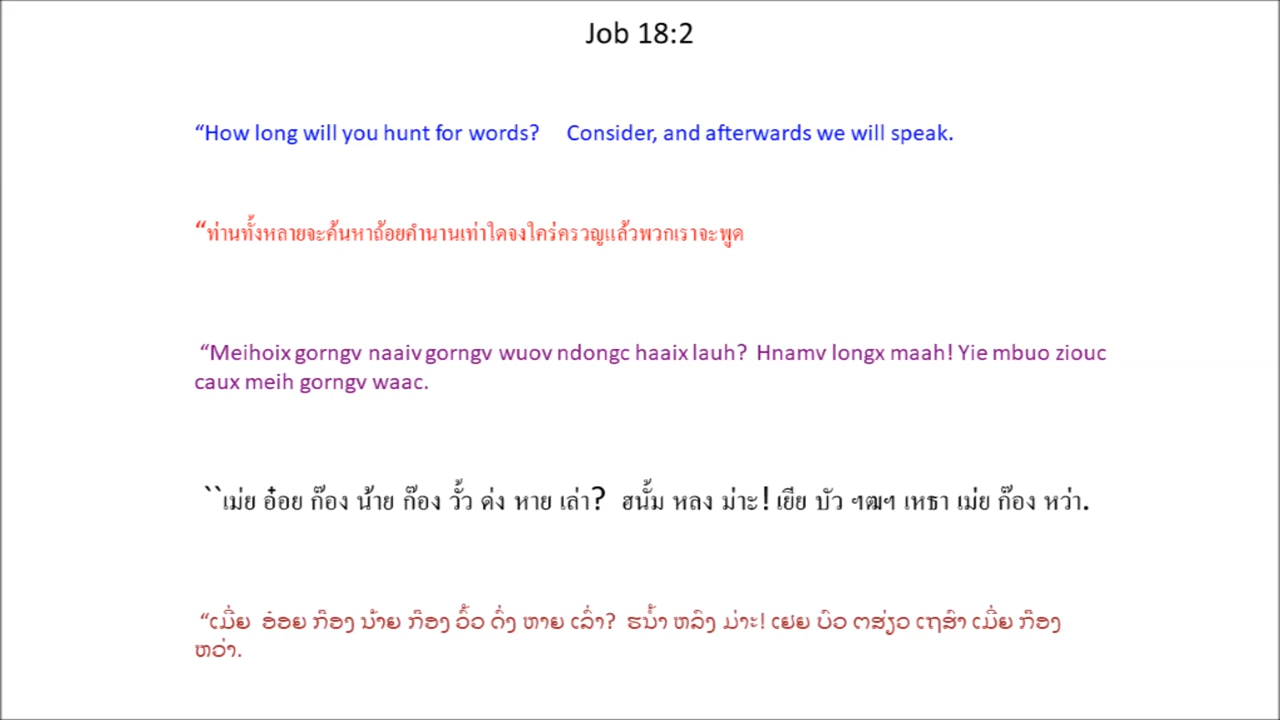 Job 18:2
“How long will you hunt for words? Consider, and afterwards we will speak.
“ท่านทั้งหลายจะค้นหาถ้อยคำนานเท่าใดจงใคร่ครวญแล้วพวกเราจะพูด
“Meihoix gorngv naaiv gorngv wuov ndongc haaix lauh? Hnamv longx maah! Yie mbuo ziouc
caux meih gorngv waac.
``เม่ย อ๋อย ก๊อง น้าย ก๊อง วั้ว ด่ง หาย เล่า? ฮนั้ม หลง ม่าะ! เยีย บัว ฯฒฯ เหธา เม่ย ก๊อง หว่า.
“ເມີ່ຍ ອ໋ອຍ ກ໊ອງ ນ້າຍ ກ໊ອງ ວົ້ວ ດົ່ງ ຫາຍ ເລົ່າ? ຮນ້ຳ ຫລົງ ມ່າະ! ເຢຍ ບົວ ຕສ່ຽວ ເຖສົາ ເມີ່ຍ ກ໊ອງ
ຫວ່າ.